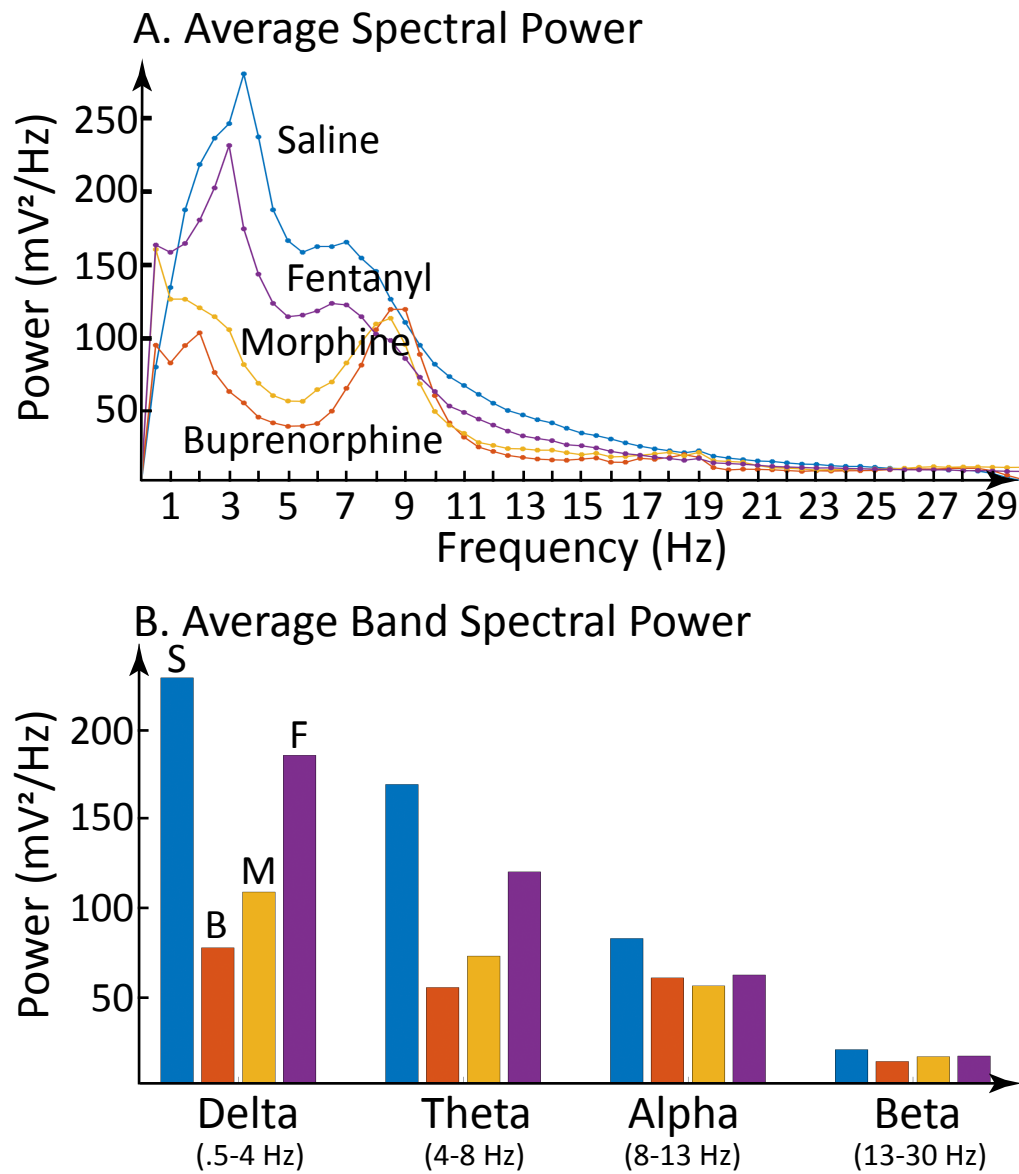 A. Average Spectral Power
Power (mV²/Hz)
250
200
150
100
50
Saline
Fentanyl
Morphine
Buprenorphine
1 3 5 7 9 11 13 15 17 19 21 23 25 27 29
Frequency (Hz)
B. Average Band Spectral Power
Power (mV²/Hz)
200
150
100
50
S
F
M
B
Delta Theta Alpha Beta
(.5-4 Hz) (4-8 Hz) (8-13 Hz) (13-30 Hz)